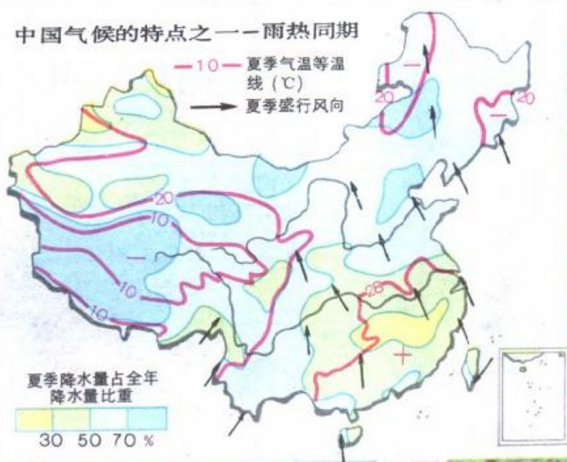 中国气候的特点之一—雨热同期
—10— 夏季气温等温
线(℃)
夏季盛行风向
20
20
20
10
10
10
28
+
夏季降水量占全年
降水量比重
30 50 70 %